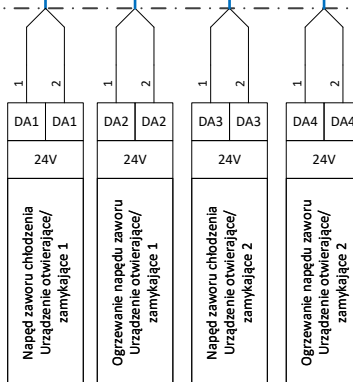 1 2 1 2 1 2 1 2
DA1 DA1 DA2 DA2 DA3 DA3 DA4 DA4
24V 24V 24V 24V
Napęd zaworu chłodzenia
Urządzenie otwierające/
zamykające 1
Ogrzewanie napędu zaworu
Urządzenie otwierające/
zamykające 1
Napęd zaworu chłodzenia
Urządzenie otwierające/
zamykające 2
Ogrzewanie napędu zaworu
Urządzenie otwierające/
zamykające 2